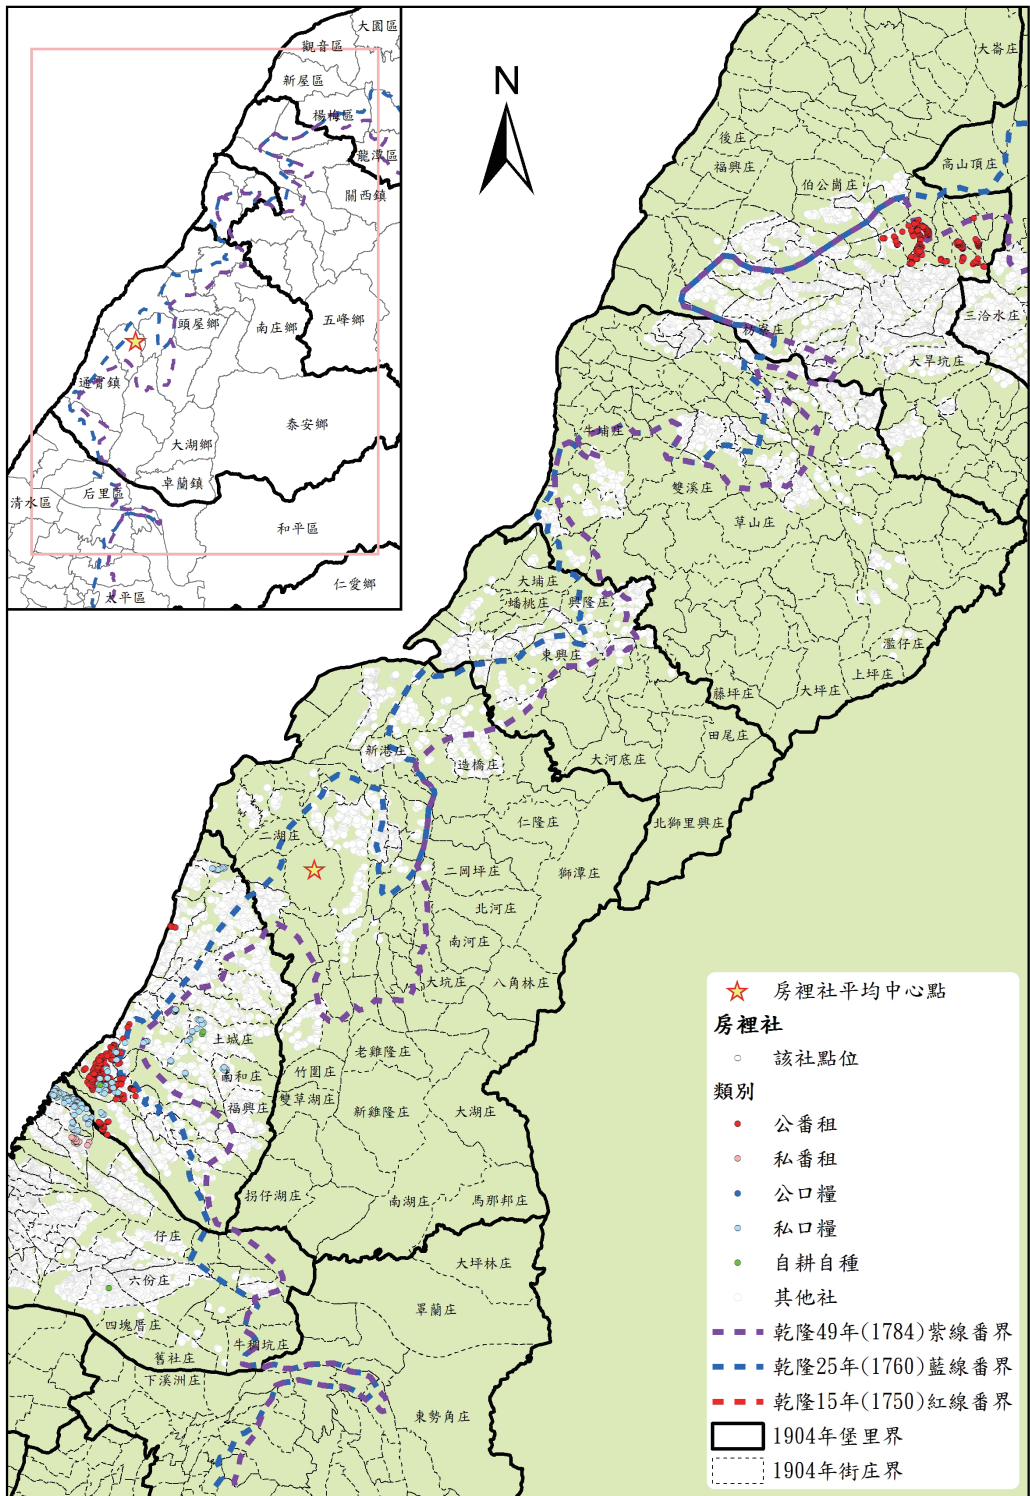 大園區
觀音區
新屋區
楊梅區
龍潭區
關西鎮
頭屋鄉
南庄鄉
五峰鄉
通霄鎮
泰安鄉
大湖鄉
卓蘭鎮
后里區
清水區
和平區
仁愛鄉
太平區
N
大崙庄
後庄
福興庄
高山頂庄
伯公崗庄
三洽水庄
枋寮庄
大旱坑庄
牛埔庄
雙溪庄
草山庄
大埔庄
蟠桃庄
興隆庄
東興庄
濫仔庄
上坪庄
大坪庄
藤坪庄
田尾庄
大河底庄
新港庄
造橋庄
仁隆庄
北獅里興庄
二湖庄
二岡坪庄
獅潭庄
北河庄
南河庄
大坑庄
八角林庄
土城庄
老雞隆庄
南和庄
竹圍庄
福興庄
雙草湖庄
新雞隆庄
大湖庄
拐仔湖庄
南湖庄
馬那邦庄
仔庄
大坪林庄
六份庄
罩蘭庄
四塊厝庄
牛稠坑庄
舊社庄
下溪洲庄
東勢角庄
房裡社平均中心點
房裡社
該社點位
類別
公番租
私番租
公口糧
私口糧
自耕自種
其他社
乾隆49年(1784)紫線番界
乾隆25年(1760)藍線番界
乾隆15年(1750)紅線番界
1904年堡里界
1904年街庄界